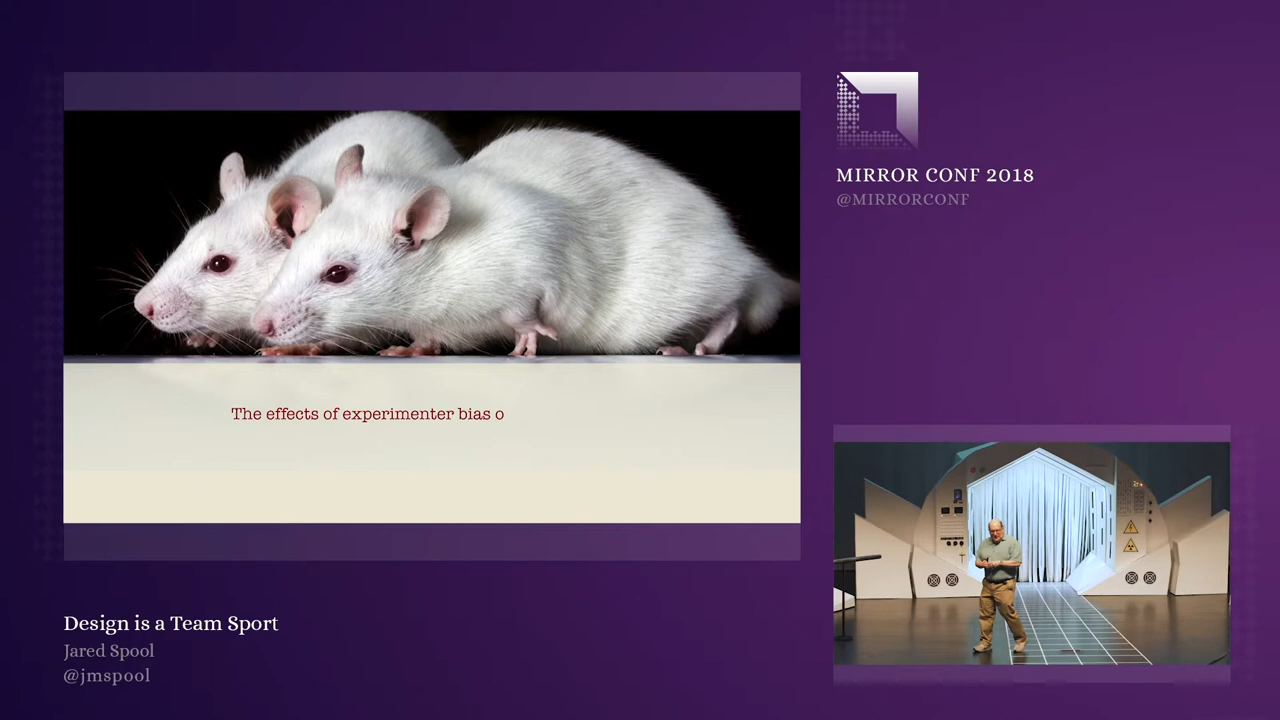 The effects of experimenter bias o
MIRROR CONF 2018
@MIRRORCONF
Design is a Team Sport
Jared Spool
@jmspool